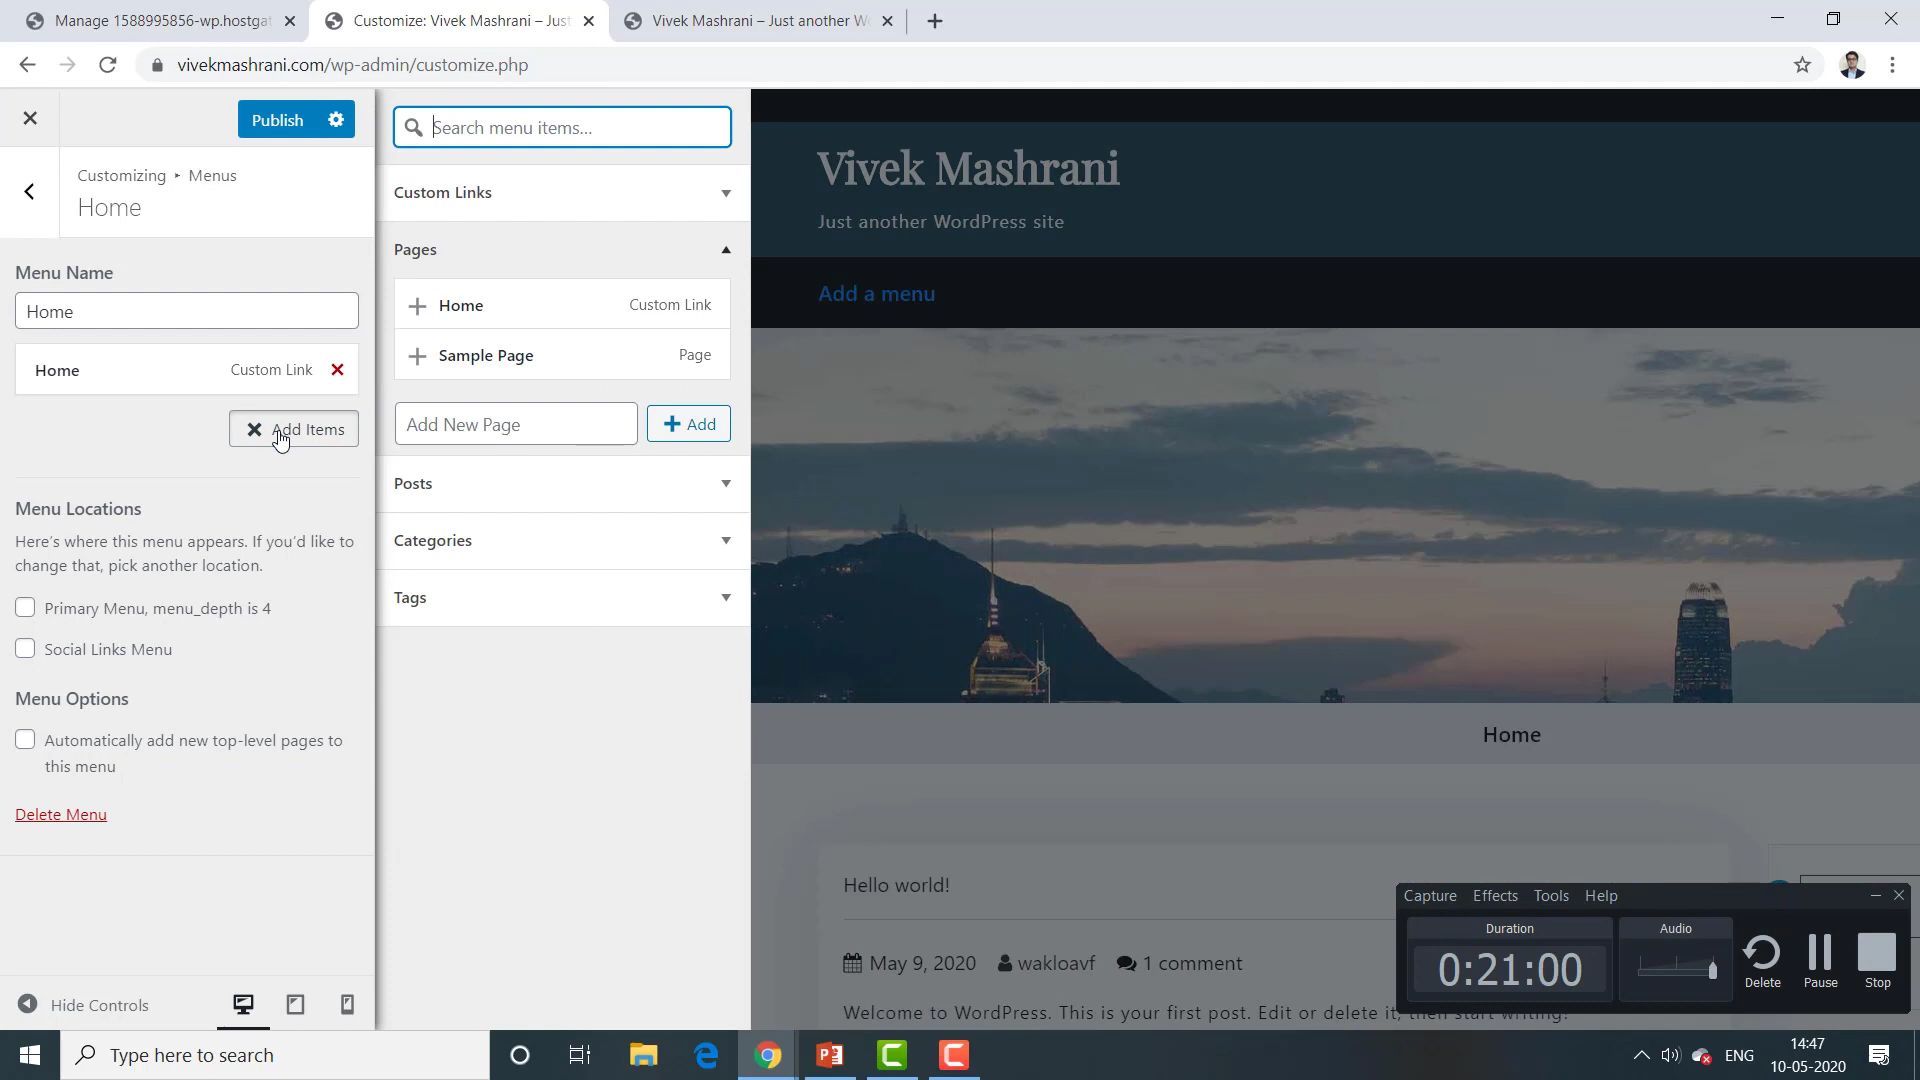 Manage 1588995856-wp.hostgat
Customize: Vivek Mashrani – Just
Vivek Mashrani – Just another Wo
vivekmashrani.com/wp-admin/customize.php
Publish
Customizing ▸ Menus
Home
Menu Name
Home
Home Custom Link
Add Items
Menu Locations
Here's where this menu appears. If you'd like to
change that, pick another location.
Primary Menu, menu_depth is 4
Social Links Menu
Menu Options
Automatically add new top-level pages to
this menu
Delete Menu
Hide Controls
Search menu items...
Custom Links
Pages
Home Custom Link
Sample Page Page
Add New Page
Add
Posts
Categories
Tags
Vivek Mashrani
Just another WordPress site
Add a menu
Home
Hello world!
May 9, 2020 wakloavf 1 comment
Welcome to WordPress. This is your first post. Edit or delete it, then start writing!
Capture Effects Tools Help
Duration
0:21:00
Audio
Delete
Pause
Stop
Type here to search
ENG
14:47
10-05-2020